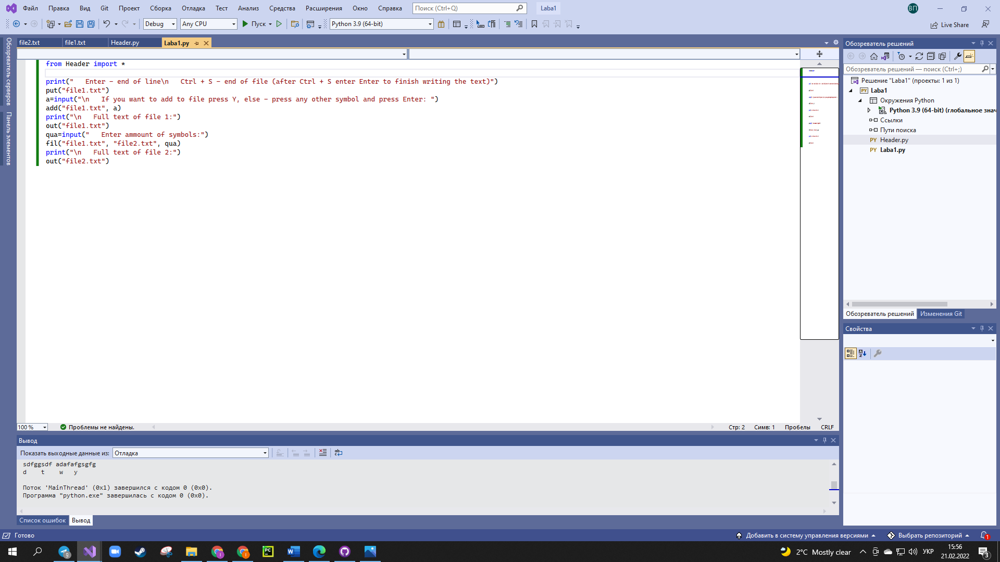 Файл Правка Вид Git Проект Сборка Отладка Тест Анализ Средства Расширения Окно Справка Поиск (Ctrl+Q) Laba1 ВП
Debug Any CPU Пуск Python 3.9 (64-bit) Live Share
Обозреватель серверов
Панель элементов
file2.txt file1.txt Header.py Laba1.py
from Header import *
print("   Enter - end of line\n   Ctrl + S - end of file (after Ctrl + S enter Enter to finish writing the text)")
put("file1.txt")
a=input("\n   If you want to add to file press Y, else - press any other symbol and press Enter: ")
add("file1.txt", a)
print("\n   Full text of file 1:")
out("file1.txt")
qua=input("   Enter ammount of symbols:")
fil("file1.txt", "file2.txt", qua)
print("\n   Full text of file 2:")
out("file2.txt")
100 % Проблемы не найдены. Стр: 2 Симв: 1 Пробелы CRLF
Вывод
Показать выходные данные из: Отладка
sdfggsdf adafafgsgfg
d    t    w   y
Поток 'MainThread' (0x1) завершился с кодом 0 (0x0).
Программа "python.exe" завершилась с кодом 0 (0x0).
Список ошибок Вывод
Обозреватель решений
Обозреватель решений — поиск (Ctrl+;)
Решение "Laba1" (проекты: 1 из 1)
PY Laba1
Окружения Python
Python 3.9 (64-bit) (глобальное знач
Ссылки
Пути поиска
PY Header.py
PY Laba1.py
Обозреватель решений Изменения Git
Свойства
Готово Добавить в систему управления версиями Выбрать репозиторий 1
9 PC 2°C Mostly clear УКР 15:56
21.02.2022 3